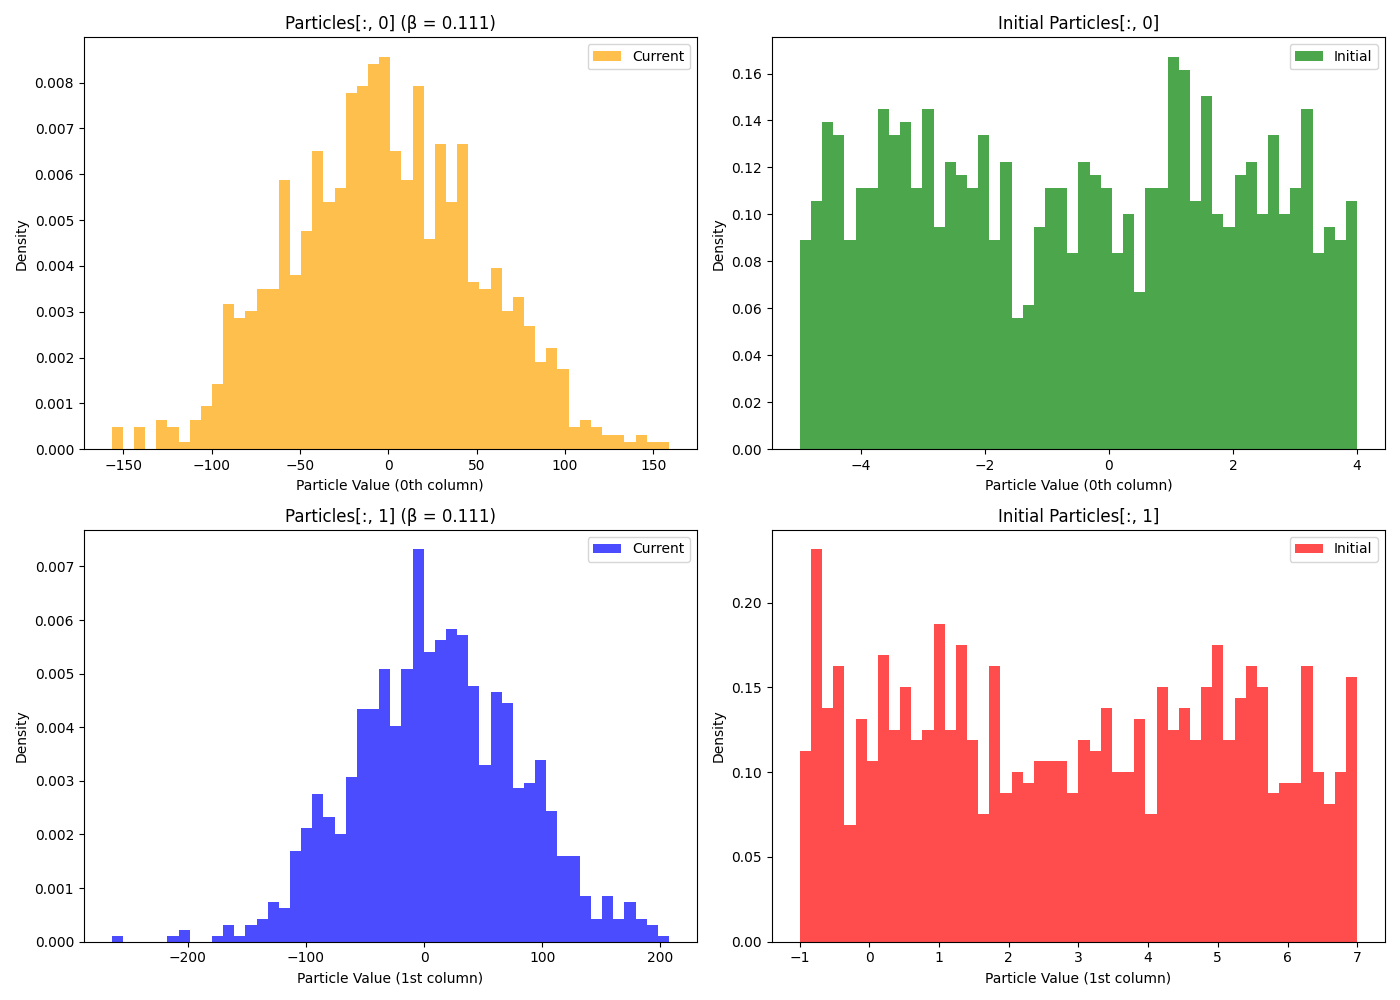 Particles[:, 0] (β = 0.111)
Current
Density
0.008
0.007
0.006
0.005
0.004
0.003
0.002
0.001
0.000
−150 −100 −50 0 50 100 150
Particle Value (0th column)
Initial Particles[:, 0]
Initial
Density
0.16
0.14
0.12
0.10
0.08
0.06
0.04
0.02
0.00
−4 −2 0 2 4
Particle Value (0th column)
Particles[:, 1] (β = 0.111)
Current
Density
0.007
0.006
0.005
0.004
0.003
0.002
0.001
0.000
−200 −100 0 100 200
Particle Value (1st column)
Initial Particles[:, 1]
Initial
Density
0.20
0.15
0.10
0.05
0.00
−1 0 1 2 3 4 5 6 7
Particle Value (1st column)